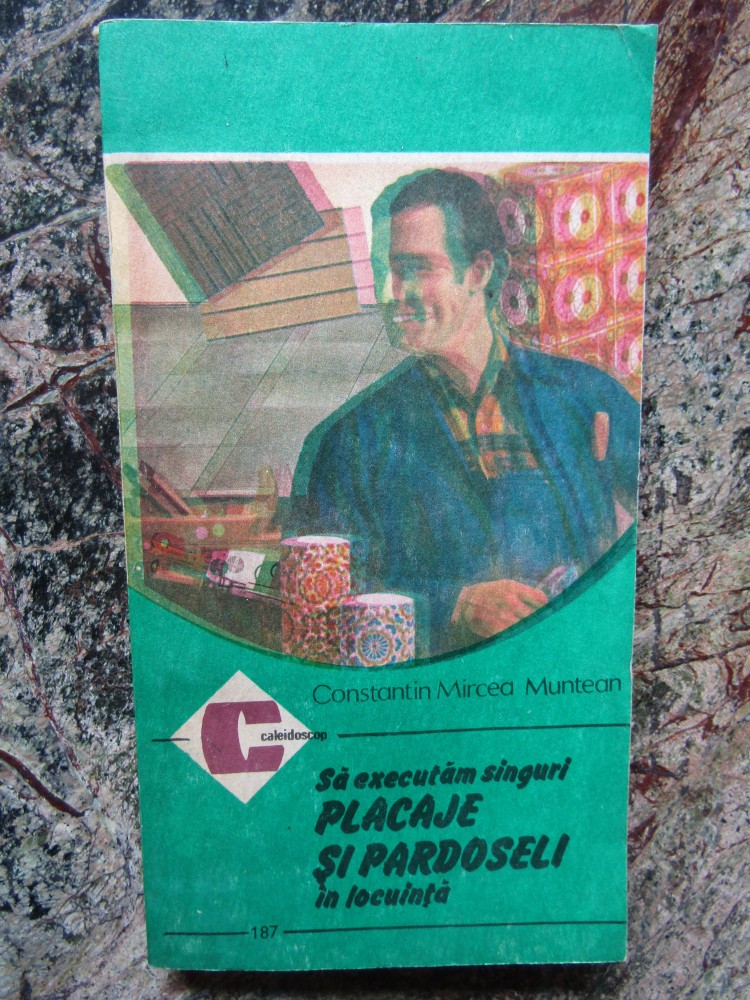 Constantin Mircea Muntean
C
caleidoscop
Să executăm singuri
PLACAJE
ŞI PARDOSELI
în locuinţă
187